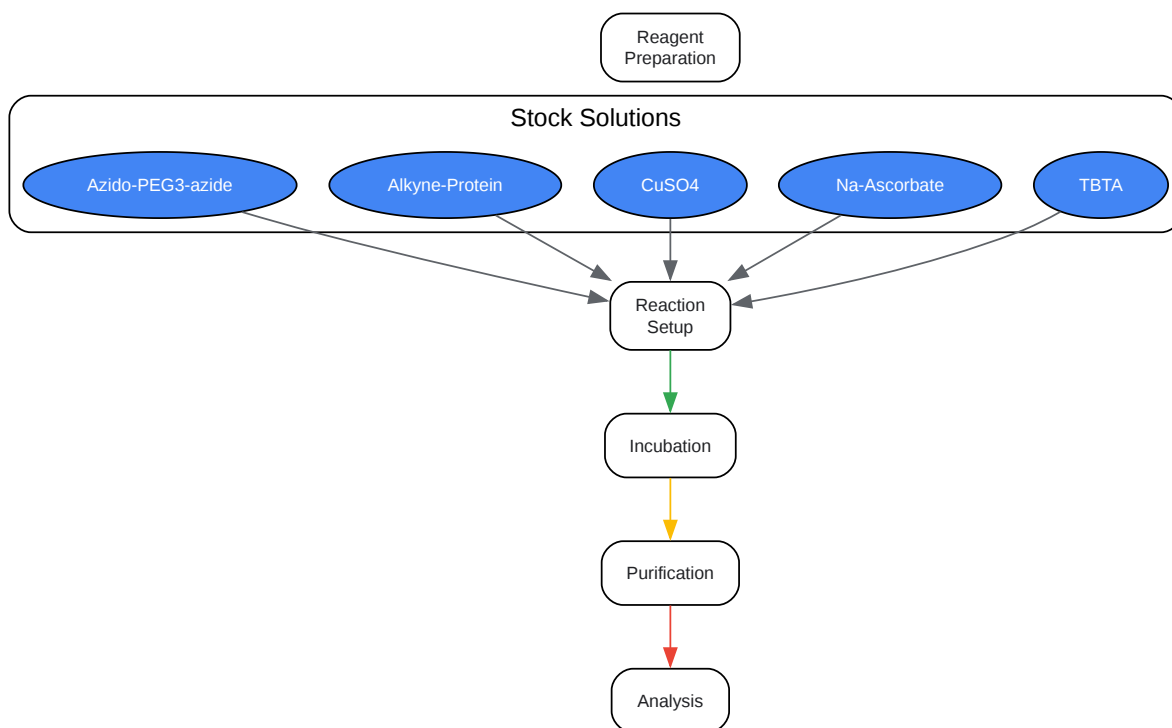 Reagent
Preparation
Stock Solutions
Azido-PEG3-azide
Alkyne-Protein
CuSO4
Na-Ascorbate
TBTA
Reaction
Setup
Incubation
Purification
Analysis